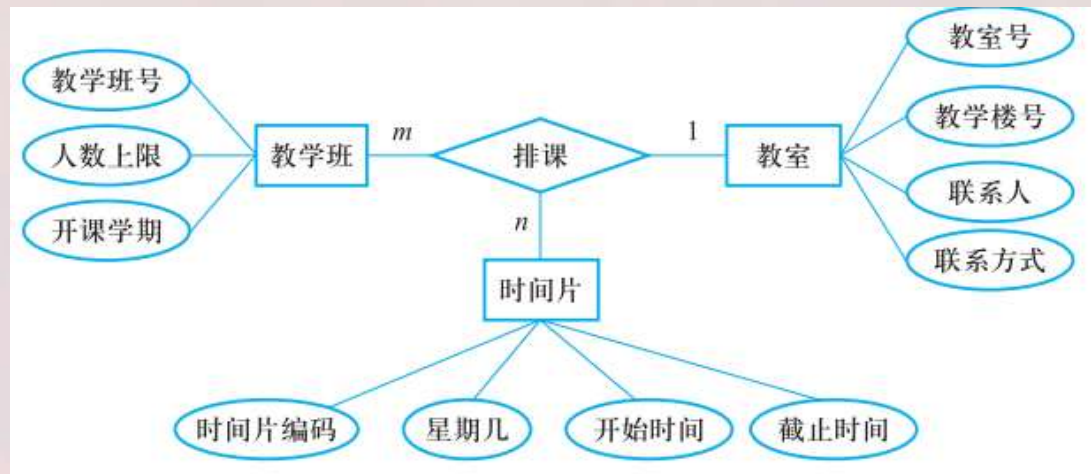 教学班号
人数上限
开课学期
教学班
m
排课
1
教室
教室号
教学楼号
联系人
联系方式
n
时间片
时间片编码
星期几
开始时间
截止时间